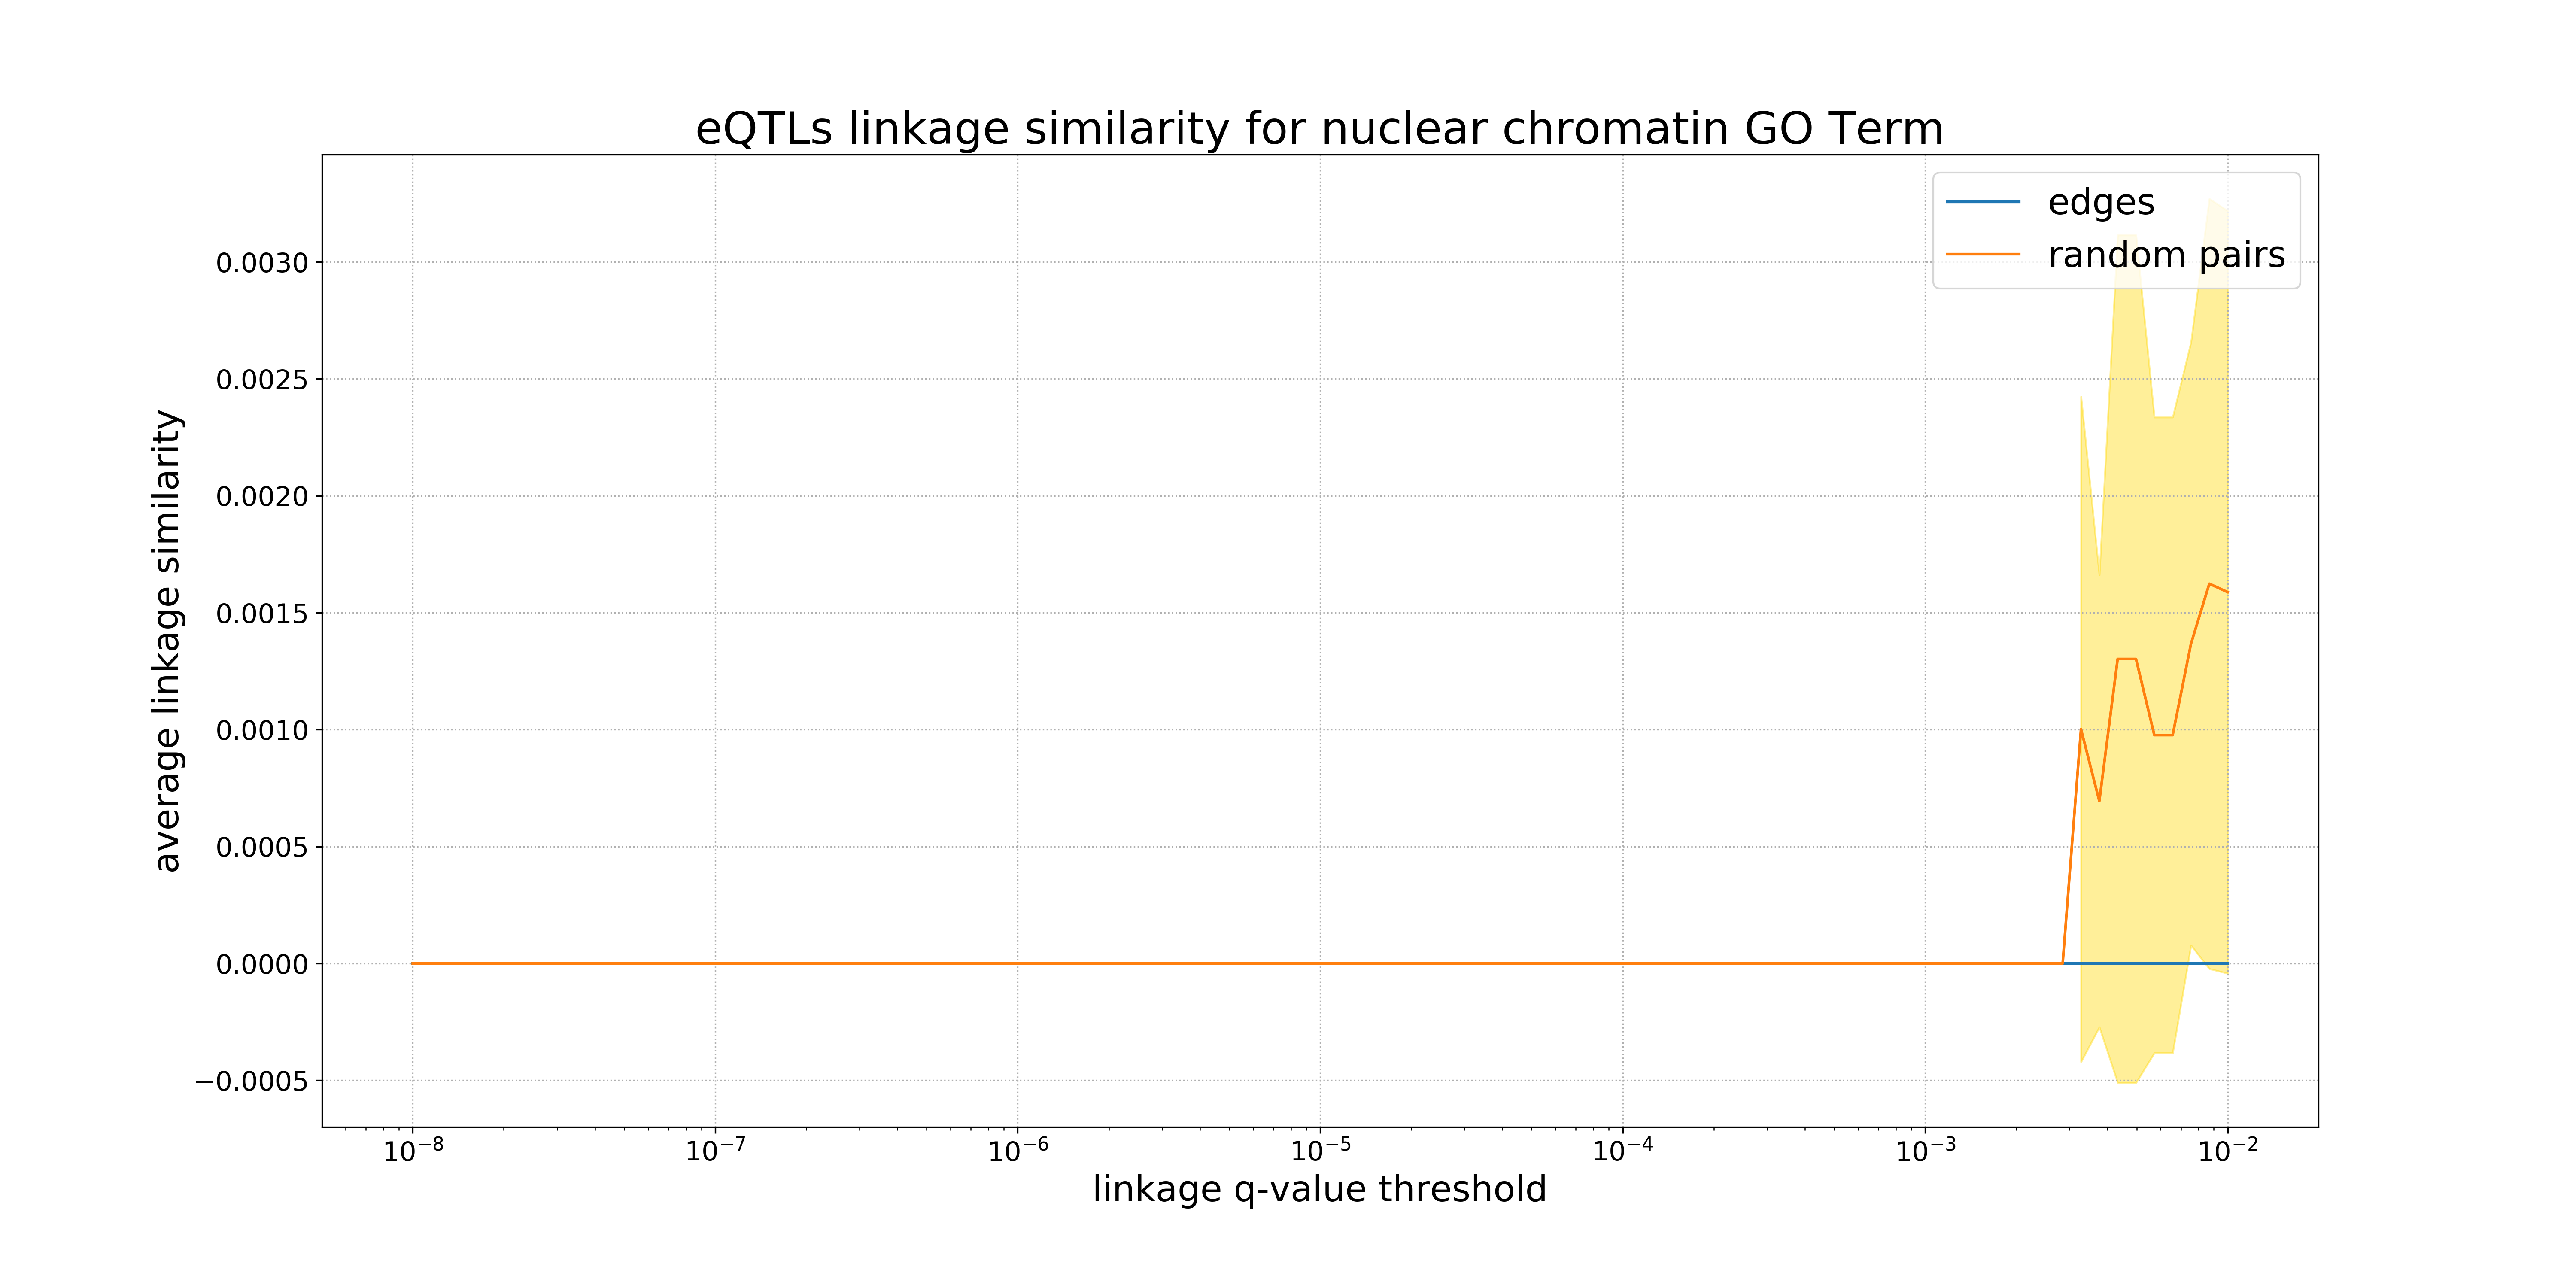 eQTLs linkage similarity for nuclear chromatin GO Term
edges
random pairs
average linkage similarity
0.0030
0.0025
0.0020
0.0015
0.0010
0.0005
0.0000
−0.0005
10⁻⁸ 10⁻⁷ 10⁻⁶ 10⁻⁵ 10⁻⁴ 10⁻³ 10⁻²
linkage q-value threshold